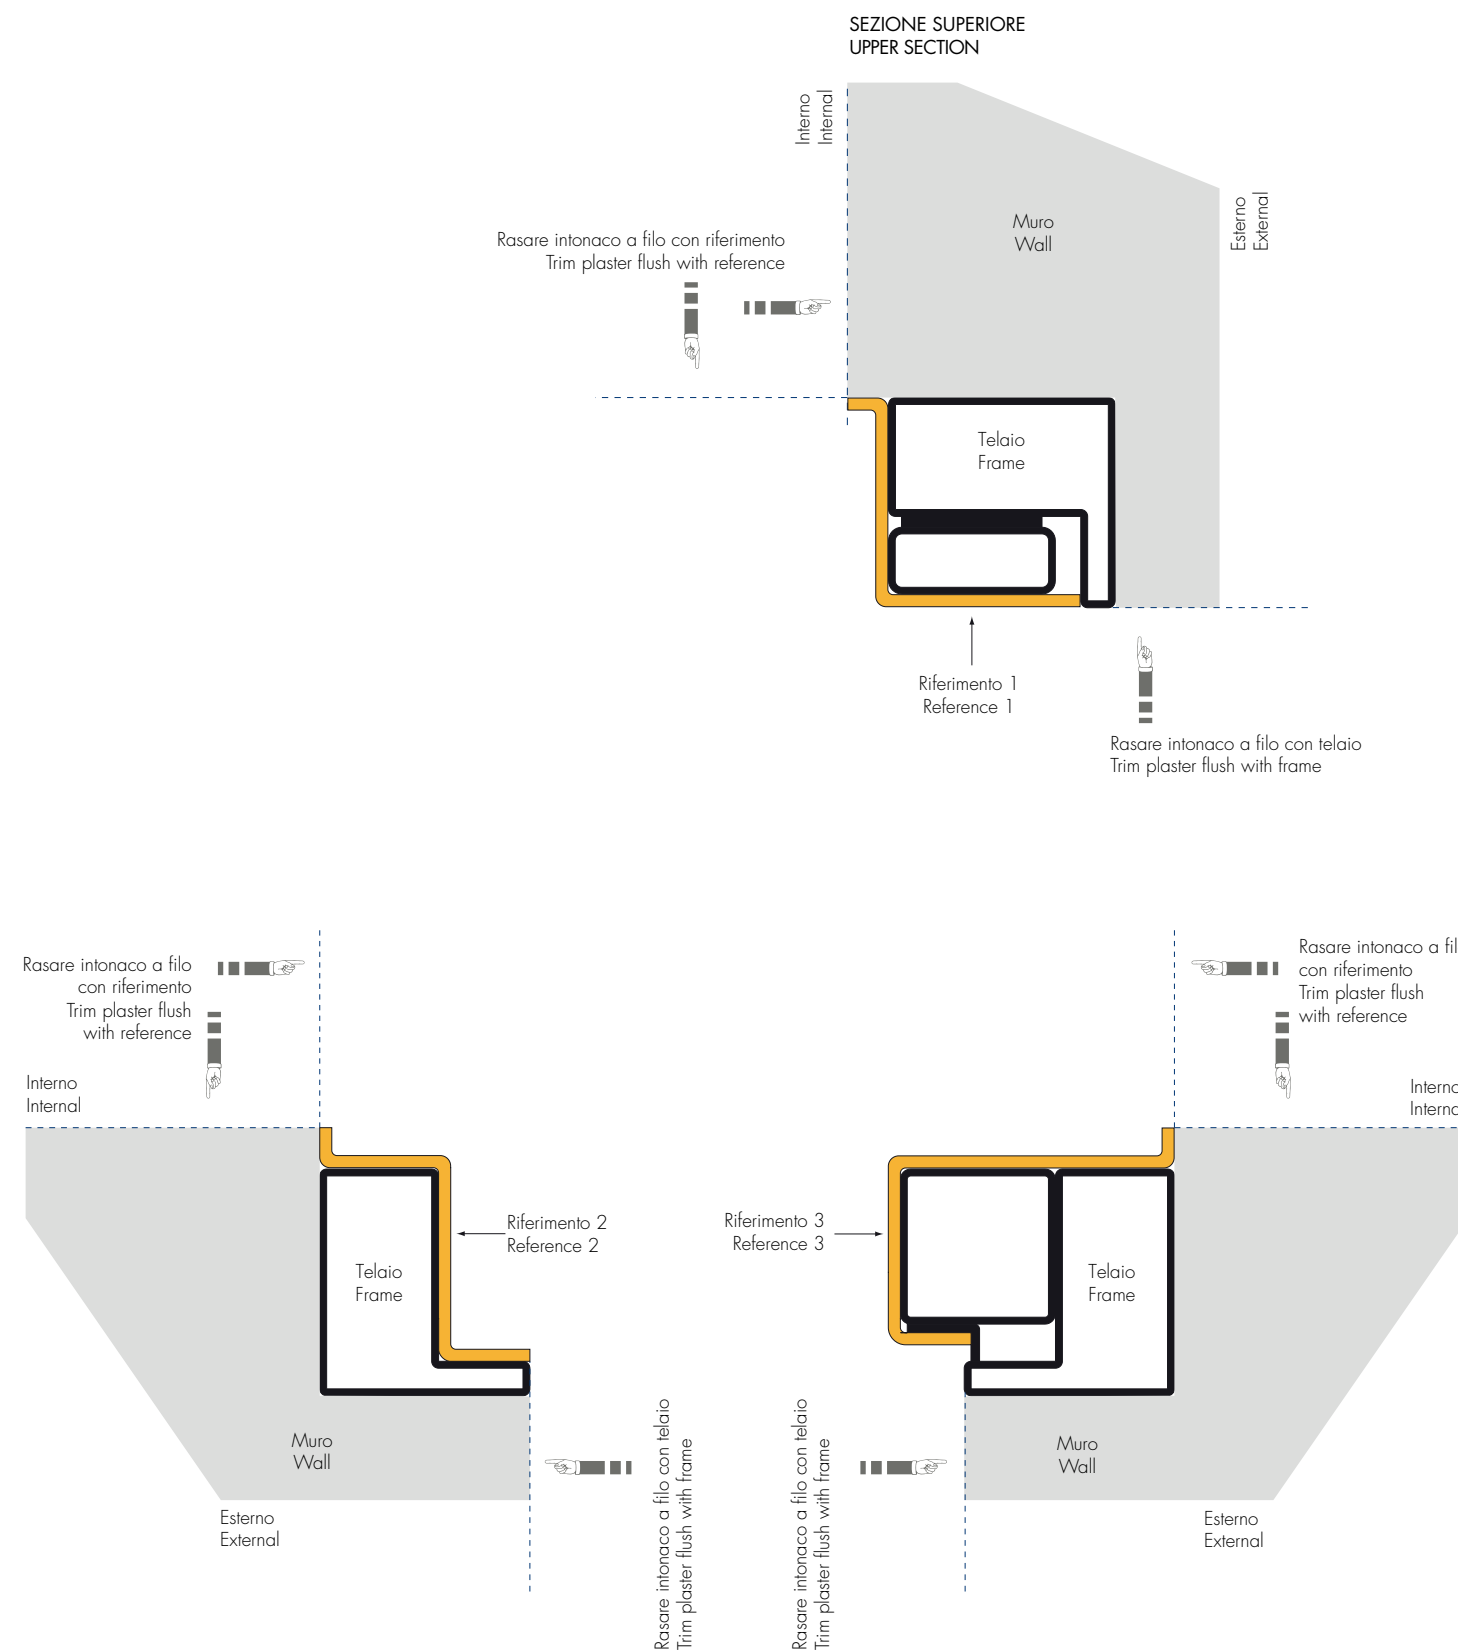 SEZIONE SUPERIORE
UPPER SECTION
Interno
Internal
Muro
Wall
Esterno
External
Rasare intonaco a filo con riferimento
Trim plaster flush with reference
Telaio
Frame
Riferimento 1
Reference 1
Rasare intonaco a filo con telaio
Trim plaster flush with frame
Rasare intonaco a filo
con riferimento
Trim plaster flush
with reference
Interno
Internal
Riferimento 2
Reference 2
Telaio
Frame
Muro
Wall
Esterno
External
Rasare intonaco a filo con telaio
Trim plaster flush with frame
Rasare intonaco a fil
con riferimento
Trim plaster flush
with reference
Interno
Interna
Riferimento 3
Reference 3
Telaio
Frame
Muro
Wall
Esterno
External
Rasare intonaco a filo con telaio
Trim plaster flush with frame